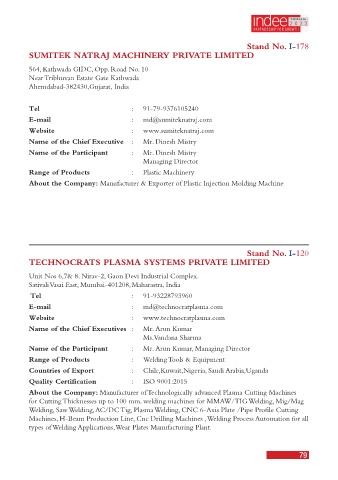 indee
PARTNERSHIP FOR GROWTH
Stand No. I-178
SUMITEK NATRAJ MACHINERY PRIVATE LIMITED
564, Kathwada GIDC, Opp. Road No. 10
Near Tribhuvan Estate Gate Kathwada
Ahemdabad-382430, Gujarat, India
Tel : 91-79-9376105240
E-mail : md@sumiteknatraj.com
Website : www.sumiteknatraj.com
Name of the Chief Executive : Mr. Dinesh Mistry
Name of the Participant : Mr. Dinesh Mistry
Managing Director
Range of Products : Plastic Machinery
About the Company: Manufacturer & Exporter of Plastic Injection Molding Machine
Stand No. I-120
TECHNOCRATS PLASMA SYSTEMS PRIVATE LIMITED
Unit Nos 6,7& 8. Nirav-2, Gaon Devi Industrial Complex.
Sativali Vasai East, Mumbai-401208, Maharastra, India
Tel : 91-93228793960
E-mail : md@technocratplasma.com
Website : www.technocratplasma.com
Name of the Chief Executives : Mr. Arun Kumar
Ms. Vandana Sharma
Name of the Participant : Mr. Arun Kumar, Managing Director
Range of Products : Welding Tools & Equipment
Countries of Export : Chile, Kuwait, Nigeria, Saudi Arabia, Uganda
Quality Certification : ISO 9001:2015
About the Company: Manufacturer of Technologically advanced Plasma Cutting Machines
for Cutting Thicknesses up to 100 mm, welding machines for MMAW/TIG Welding, Mig/Mag
Welding, Saw Welding, AC/DC Tig, Plasma Welding, CNC 6-Axis Plate /Pipe Profile Cutting
Machines, H-Beam Production Line, Cnc Drilling Machines , Welding Process Automation for all
types of Welding Applications, Wear Plates Manufacturing Plant.
79